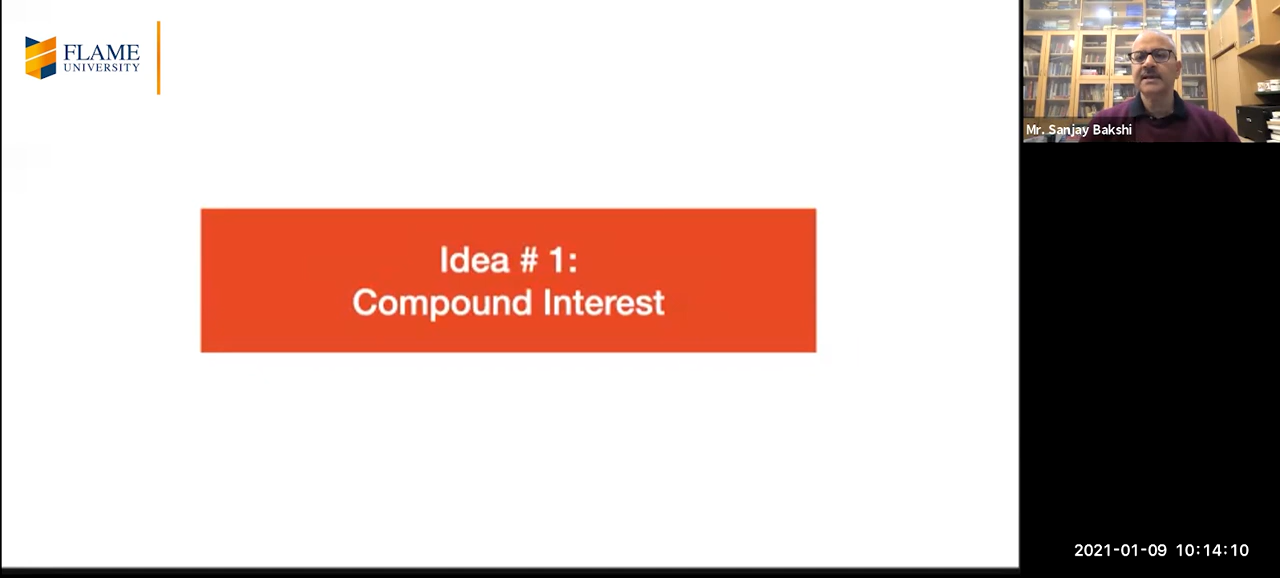 FLAME
UNIVERSITY
Idea # 1:
Compound Interest
Mr. Sanjay Bakshi
2021-01-09 10:14:10